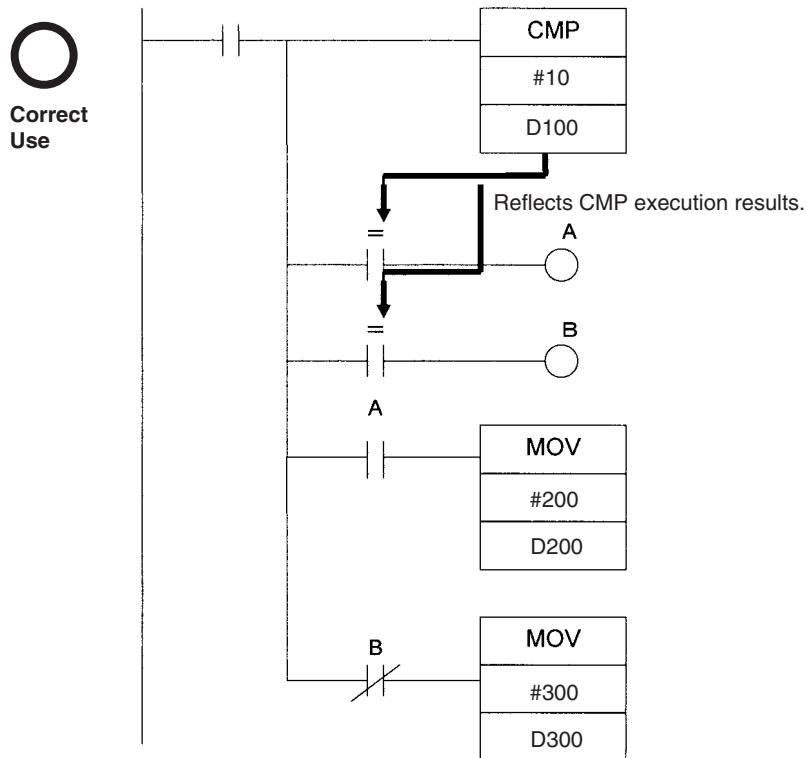 CMP
#10
D100
Correct
Use
Reflects CMP execution results.
=
A
=
B
A
MOV
#200
D200
B
MOV
#300
D300